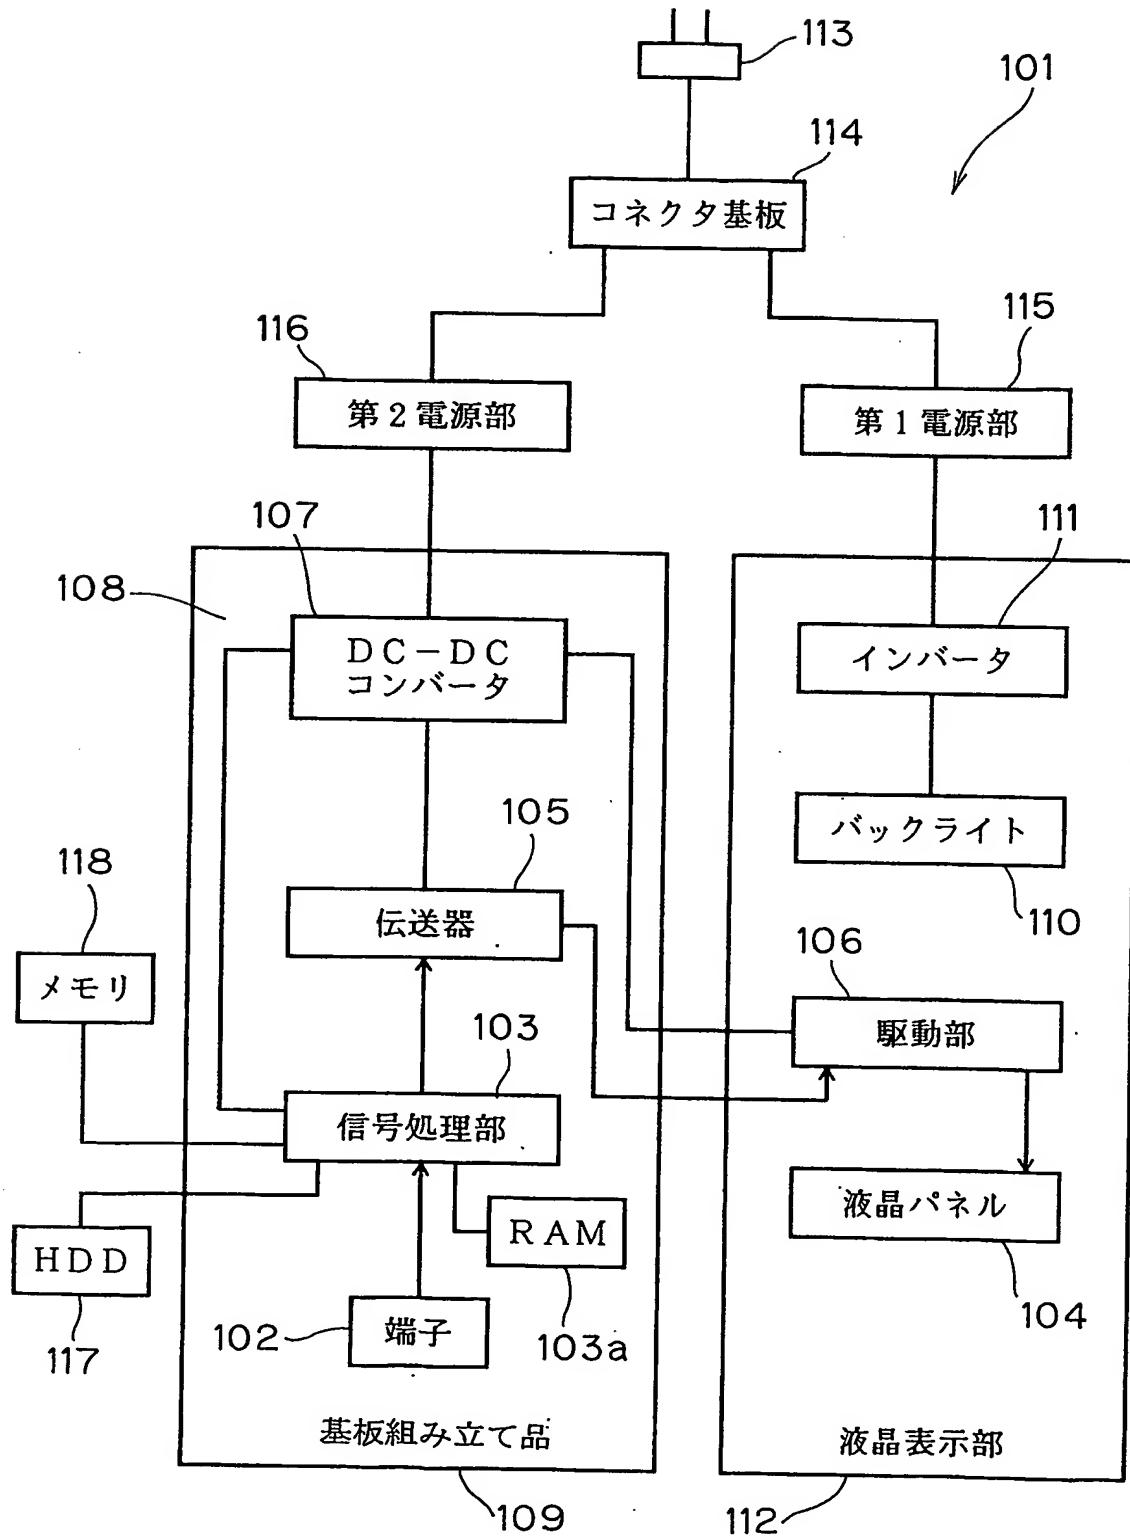 113
101
114
コネクタ基板
116
115
第2電源部
第1電源部
107
111
108
DC-DC
コンバータ
インバータ
105
バックライト
118
伝送器
110
106
メモリ
駆動部
103
信号処理部
液晶パネル
RAM
HDD
104
102
端子
103a
117
基板組み立て品
液晶表示部
109
112